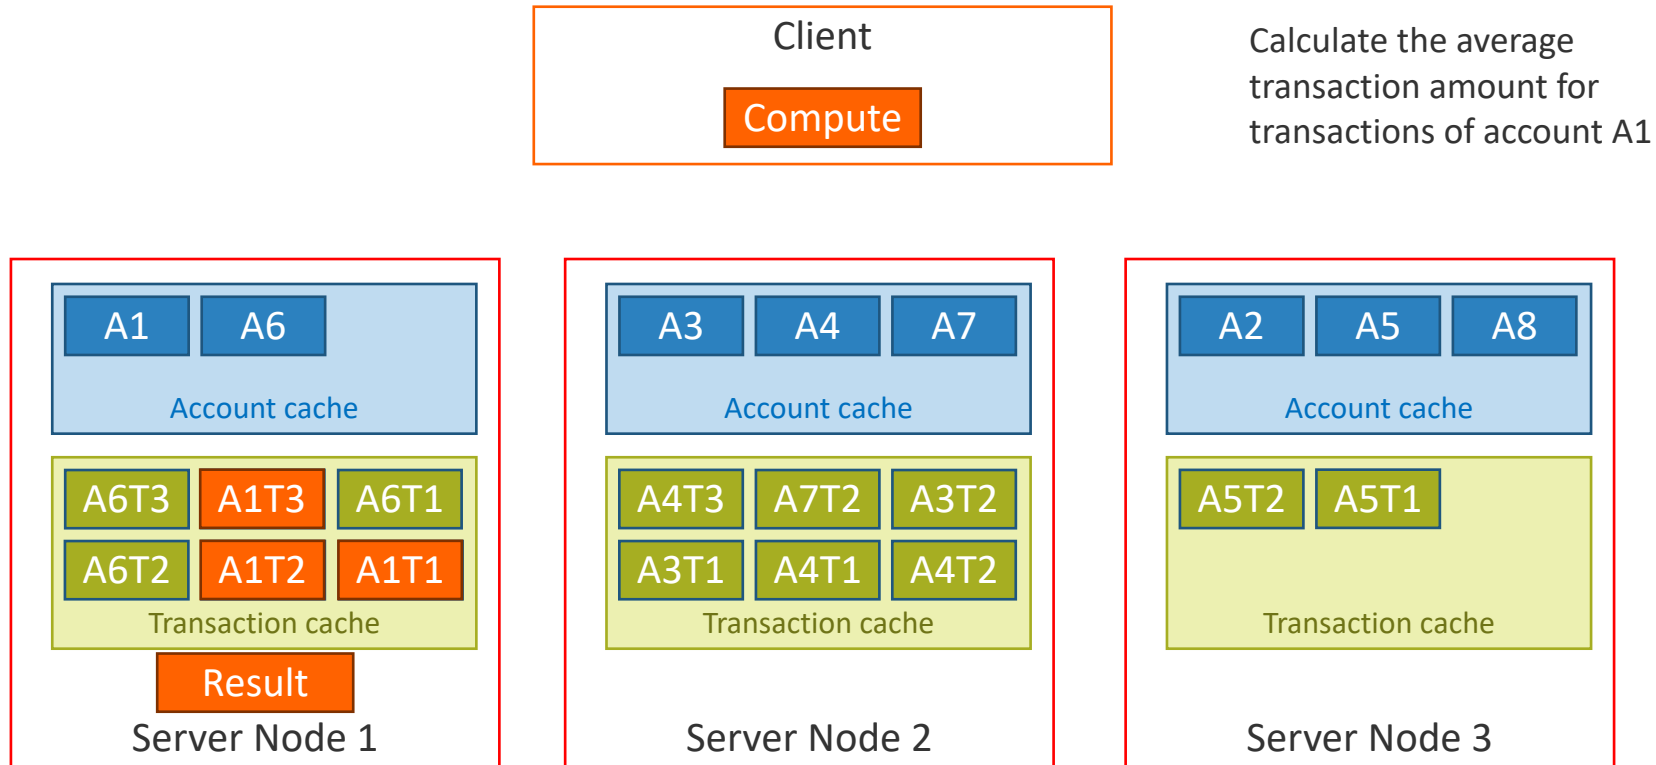 Client
Compute
Calculate the average
transaction amount for
transactions of account A1
A1 A6
Account cache
A6T3 A1T3 A6T1
A6T2 A1T2 A1T1
Transaction cache
Result
Server Node 1
A3 A4 A7
Account cache
A4T3 A7T2 A3T2
A3T1 A4T1 A4T2
Transaction cache
Server Node 2
A2 A5 A8
Account cache
A5T2 A5T1
Transaction cache
Server Node 3